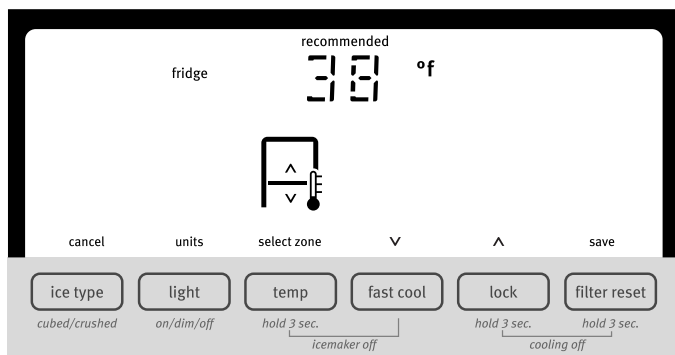 recommended
fridge 38 °f
cancel units select zone ∨ ∧ save
ice type light temp fast cool lock filter reset
cubed/crushed on/dim/off hold 3 sec. hold 3 sec. hold 3 sec.
icemaker off cooling off